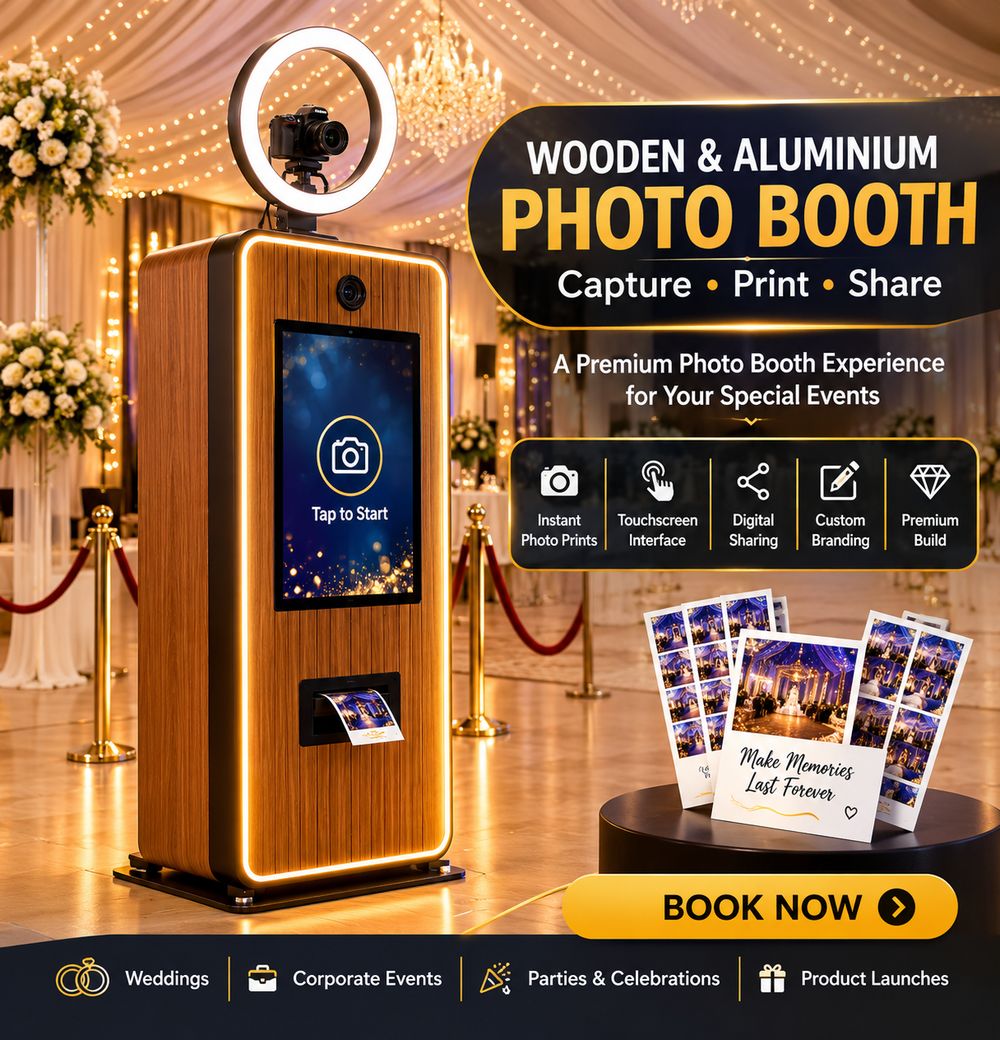 WOODEN & ALUMINIUM
PHOTO BOOTH
Capture • Print • Share
A Premium Photo Booth Experience
for Your Special Events
Instant
Photo Prints
Touchscreen
Interface
Digital
Sharing
Custom
Branding
Premium
Build
Tap to Start
Make Memories
Last Forever
BOOK NOW
Weddings
Corporate Events
Parties & Celebrations
Product Launches